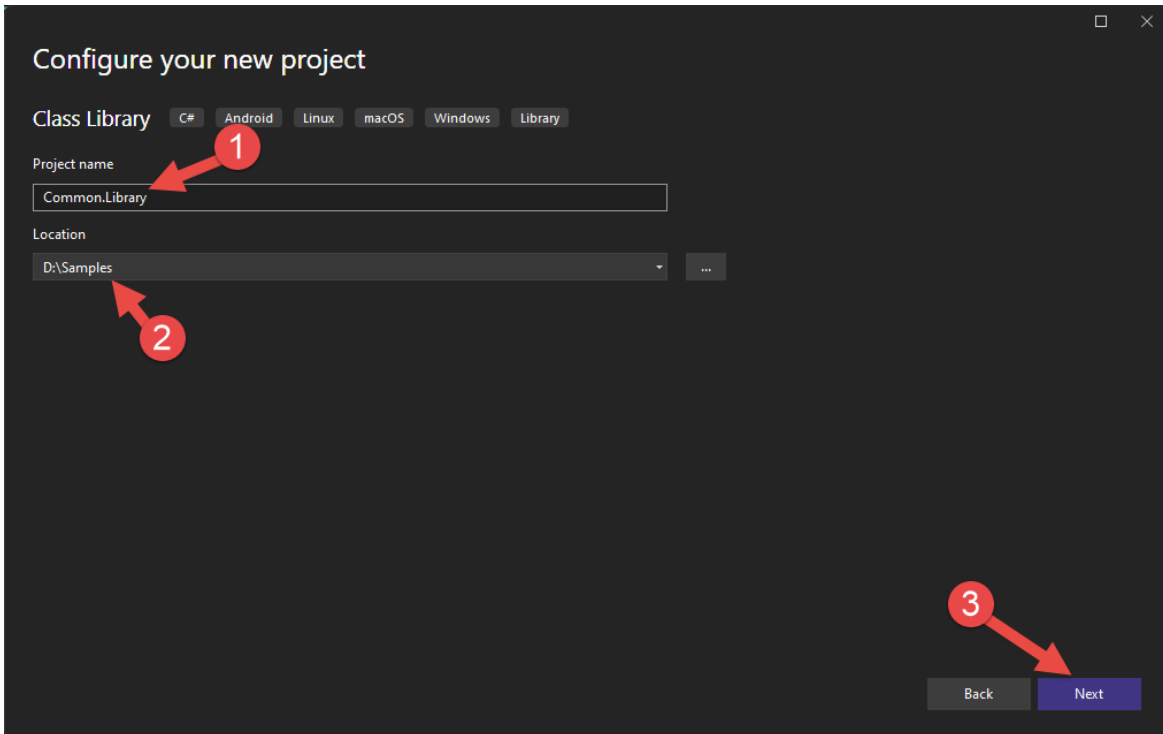 Configure your new project
Class Library C# Android Linux macOS Windows Library
1
Project name
Common.Library
Location
D:\Samples ...
2
3
Back Next